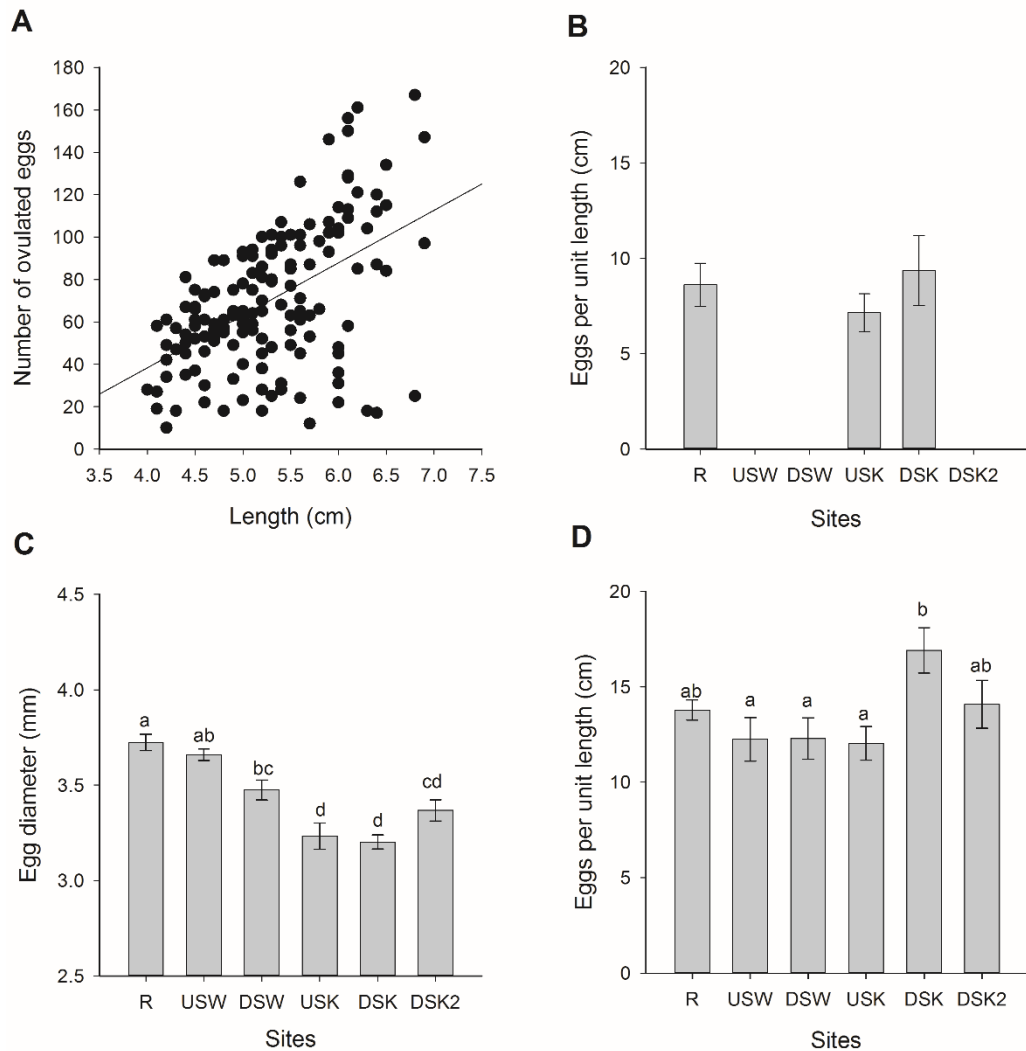 A
Number of ovulated eggs
180
160
140
120
100
80
60
40
20
0
3.5 4.0 4.5 5.0 5.5 6.0 6.5 7.0 7.5
Length (cm)
B
Eggs per unit length (cm)
20
15
10
5
0
R USW DSW USK DSK DSK2
Sites
C
Egg diameter (mm)
4.5
4.0
3.5
3.0
2.5
a ab bc d d cd
R USW DSW USK DSK DSK2
Sites
D
Eggs per unit length (cm)
20
15
10
5
0
ab a a a b ab
R USW DSW USK DSK DSK2
Sites